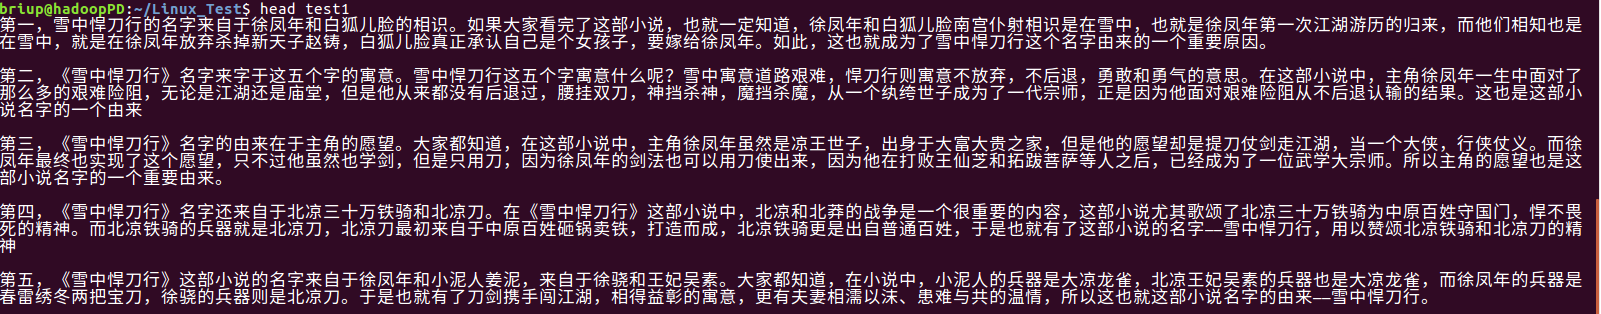 briup@hadoopPD:~/Linux_Test$ head test1
第一，雪中悍刀行的名字来自于徐凤年和白狐儿脸的相识。如果大家看完了这部小说，也就一定知道，徐凤年和白狐儿脸南宫仆射相识是在雪中，也就是徐凤年第一次江湖游历的归来，而他们相知也是
在雪中，就是在徐凤年放弃杀掉新天子赵铸，白狐儿脸真正承认自己是个女孩子，要嫁给徐凤年。如此，这也就成为了雪中悍刀行这个名字由来的一个重要原因。
第二，《雪中悍刀行》名字来字于这五个字的寓意。雪中悍刀行这五个字寓意什么呢？雪中寓意道路艰难，悍刀行则寓意不放弃，不后退，勇敢和勇气的意思。在这部小说中，主角徐凤年一生中面对了
那么多的艰难险阻，无论是江湖还是庙堂，但是他从来都没有后退过，腰挂双刀，神挡杀神，魔挡杀魔，从一个纨绔世子成为了一代宗师，正是因为他面对艰难险阻从不后退认输的结果。这也是这部小
说名字的一个由来
第三，《雪中悍刀行》名字的由来在于主角的愿望。大家都知道，在这部小说中，主角徐凤年虽然是凉王世子，出身于大富大贵之家，但是他的愿望却是提刀仗剑走江湖，当一个大侠，行侠仗义。而徐
凤年最终也实现了这个愿望，只不过他虽然也学剑，但是只用刀，因为徐凤年的剑法也可以用刀使出来，因为他在打败王仙芝和拓跋菩萨等人之后，已经成为了一位武学大宗师。所以主角的愿望也是这
部小说名字的一个重要由来。
第四，《雪中悍刀行》名字还来自于北凉三十万铁骑和北凉刀。在《雪中悍刀行》这部小说中，北凉和北莽的战争是一个很重要的内容，这部小说尤其歌颂了北凉三十万铁骑为中原百姓守国门，悍不畏
死的精神。而北凉铁骑的兵器就是北凉刀，北凉刀最初来自于中原百姓砸锅卖铁，打造而成，北凉铁骑更是出自普通百姓，于是也就有了这部小说的名字——雪中悍刀行，用以赞颂北凉铁骑和北凉刀的精
神
第五，《雪中悍刀行》这部小说的名字来自于徐凤年和小泥人姜泥，来自于徐骁和王妃吴素。大家都知道，在小说中，小泥人的兵器是大凉龙雀，北凉王妃吴素的兵器也是大凉龙雀，而徐凤年的兵器是
春雷绣冬两把宝刀，徐骁的兵器则是北凉刀。于是也就有了刀剑携手闯江湖，相得益彰的寓意，更有夫妻相濡以沫、患难与共的温情，所以这也就这部小说名字的由来——雪中悍刀行。